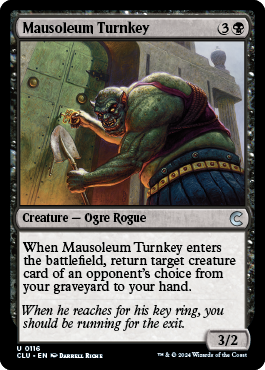 Mausoleum Turnkey 3
Creature — Ogre Rogue
When Mausoleum Turnkey enters
the battlefield, return target creature
card of an opponent's choice from
your graveyard to your hand.
When he reaches for his key ring, you
should be running for the exit.
3/2
U 0116
CLU • EN Darrell Riche
™ & © 2024 Wizards of the Coast